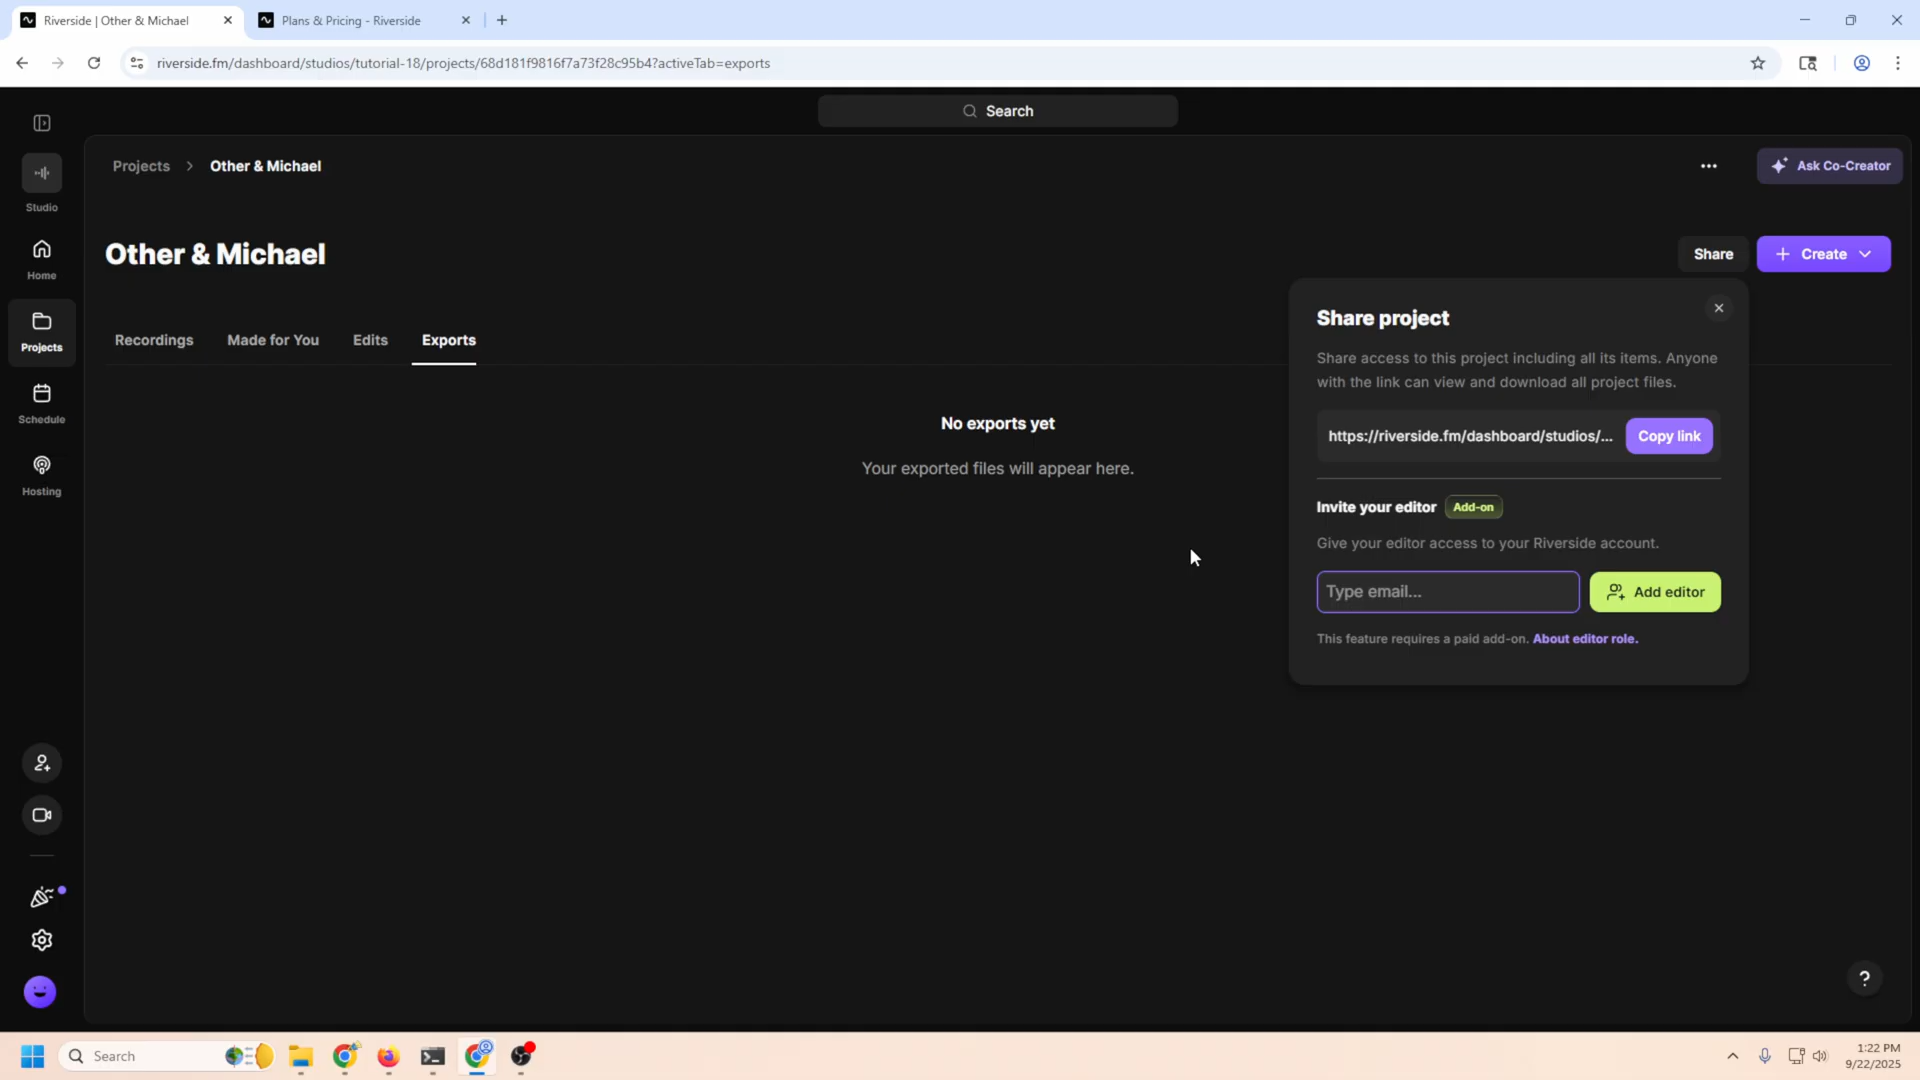 Riverside | Other & Michael
Plans & Pricing - Riverside
riverside.fm/dashboard/studios/tutorial-18/projects/68d181f9816f7a73f28c95b4?activeTab=exports
Search
Projects > Other & Michael
Ask Co-Creator
Studio
Home
Projects
Schedule
Hosting
Other & Michael
Share
Create
Recordings
Made for You
Edits
Exports
No exports yet
Your exported files will appear here.
Share project
Share access to this project including all its items. Anyone
with the link can view and download all project files.
https://riverside.fm/dashboard/studios/...
Copy link
Invite your editor
Add-on
Give your editor access to your Riverside account.
Type email...
Add editor
This feature requires a paid add-on. About editor role.
?
Search
1:22 PM
9/22/2025